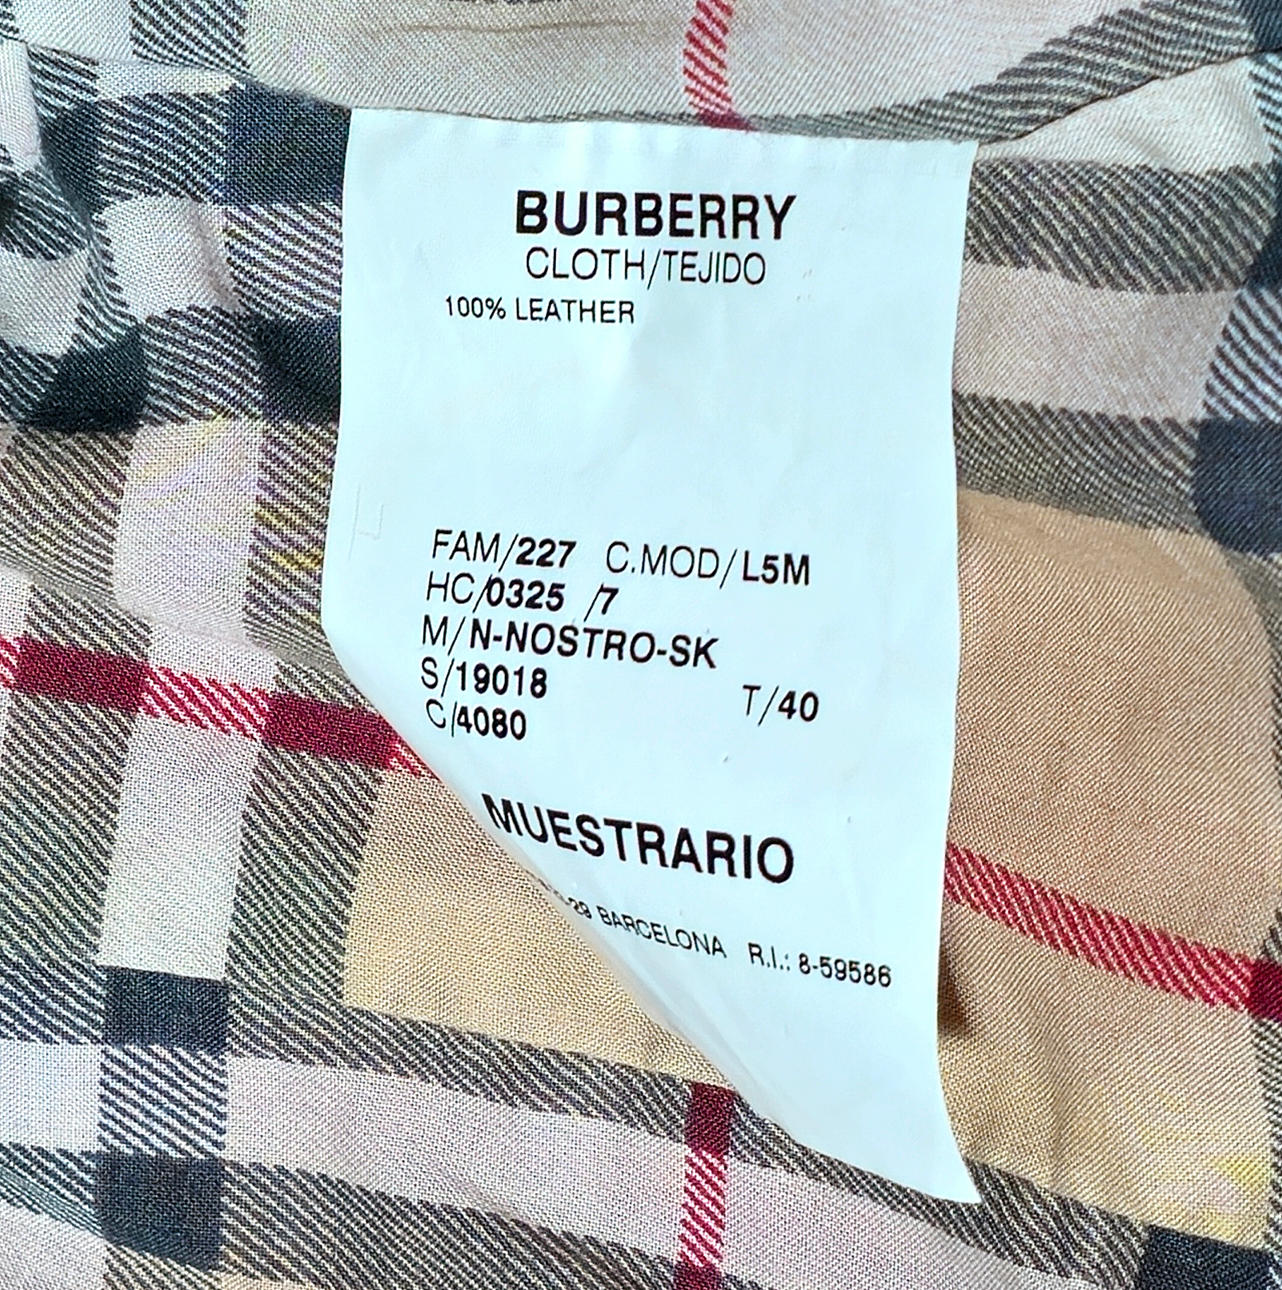 BURBERRY
CLOTH/TEJIDO
100% LEATHER
FAM/227 C.MOD/L5M
HC/0325 /7
M/N-NOSTRO-SK
S/19018 T/40
C/4080
MUESTRARIO
BARCELONA R.I.: 8-59586